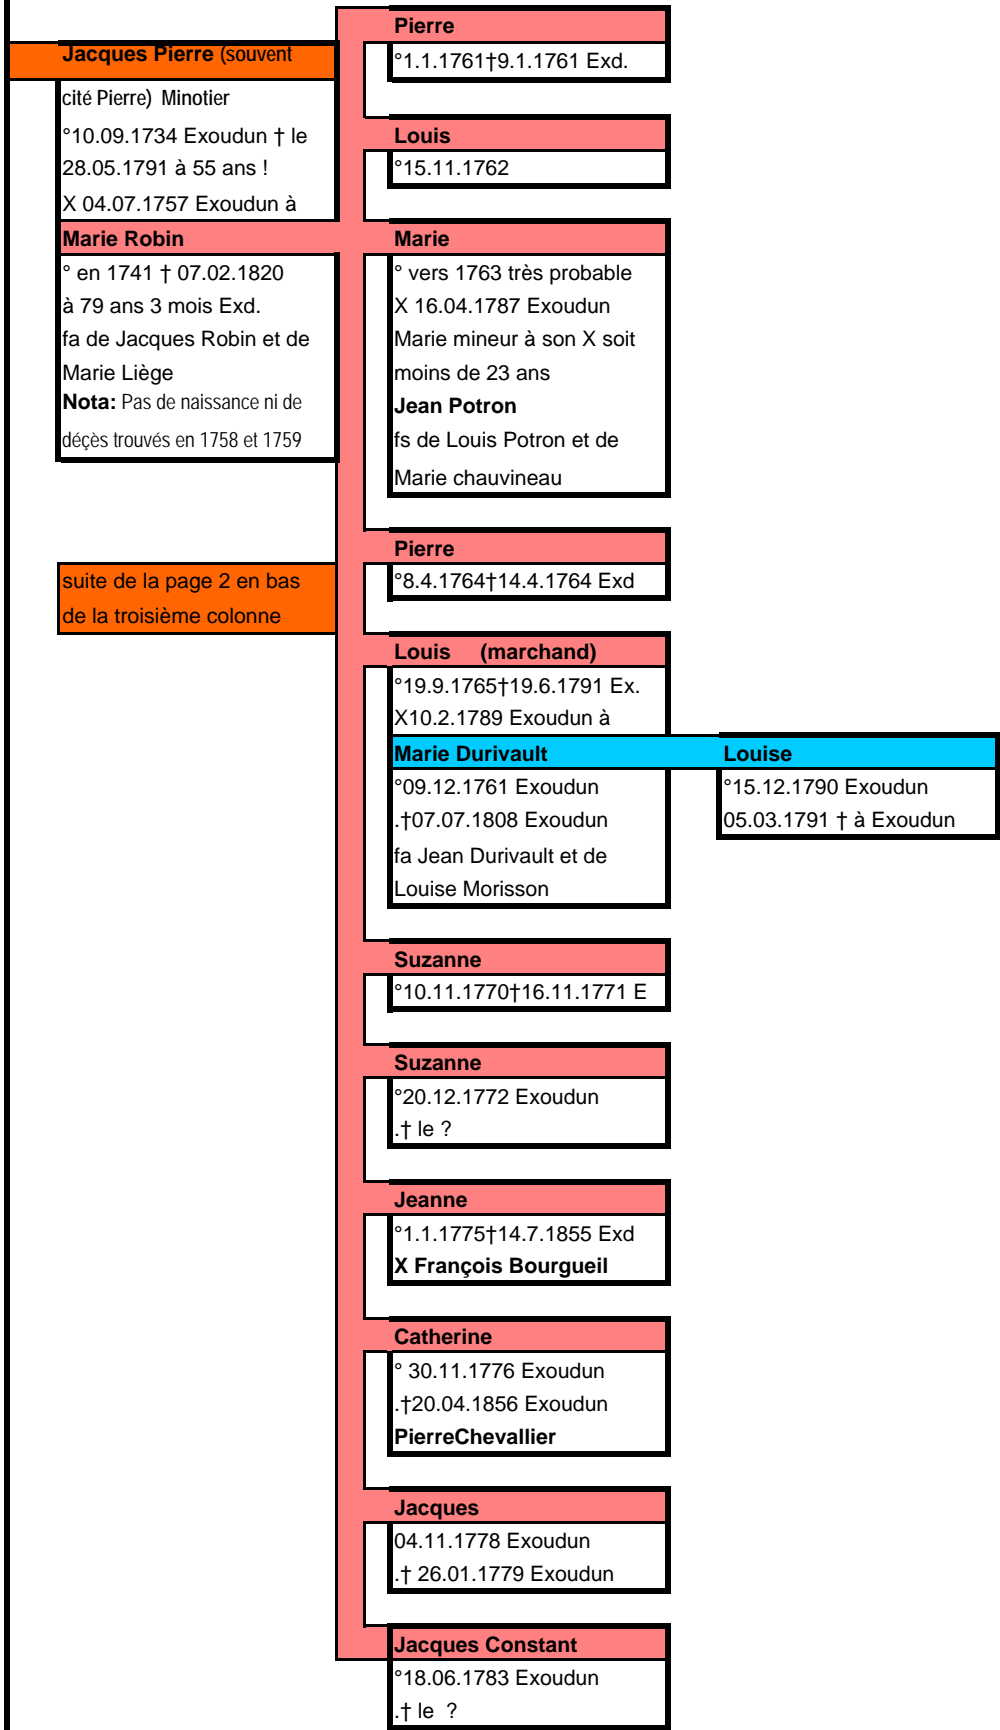 Jacques Pierre (souvent
cité Pierre) Minotier
°10.09.1734 Exoudun † le
28.05.1791 à 55 ans !
X 04.07.1757 Exoudun à
Marie Robin
° en 1741 † 07.02.1820
à 79 ans 3 mois Exd.
fa de Jacques Robin et de
Marie Liège
Nota: Pas de naissance ni de
déçès trouvés en 1758 et 1759
suite de la page 2 en bas
de la troisième colonne
Pierre
°1.1.1761†9.1.1761 Exd.
Louis
°15.11.1762
Marie
° vers 1763 très probable
X 16.04.1787 Exoudun
Marie mineur à son X soit
moins de 23 ans
Jean Potron
fs de Louis Potron et de
Marie chauvineau
Pierre
°8.4.1764†14.4.1764 Exd
Louis (marchand)
°19.9.1765†19.6.1791 Ex.
X10.2.1789 Exoudun à
Marie Durivault
°09.12.1761 Exoudun
.†07.07.1808 Exoudun
fa Jean Durivault et de
Louise Morisson
Louise
°15.12.1790 Exoudun
05.03.1791 † à Exoudun
Suzanne
°10.11.1770†16.11.1771 E
Suzanne
°20.12.1772 Exoudun
.† le ?
Jeanne
°1.1.1775†14.7.1855 Exd
X François Bourgueil
Catherine
° 30.11.1776 Exoudun
.†20.04.1856 Exoudun
PierreChevallier
Jacques
04.11.1778 Exoudun
.† 26.01.1779 Exoudun
Jacques Constant
°18.06.1783 Exoudun
.† le ?